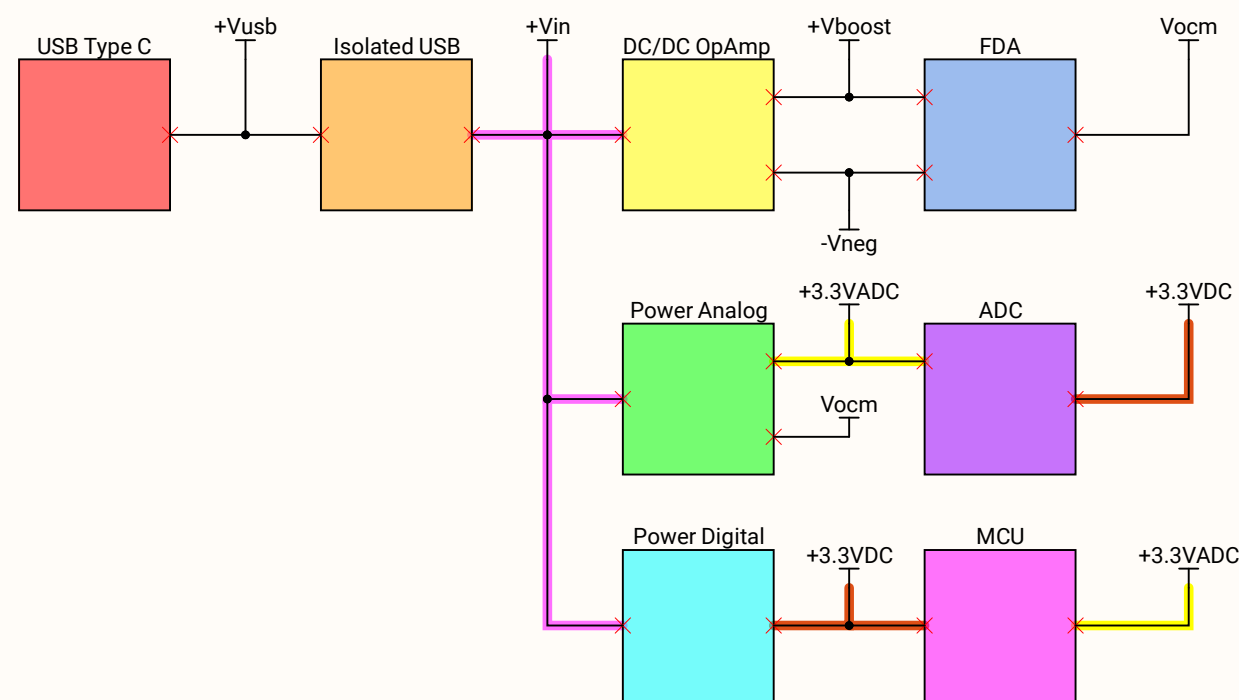 +Vusb
+Vin
+Vboost
Vocm
USB Type C
Isolated USB
DC/DC OpAmp
FDA
-Vneg
+3.3VADC
+3.3VDC
Power Analog
ADC
Vocm
Power Digital
MCU
+3.3VDC
+3.3VADC